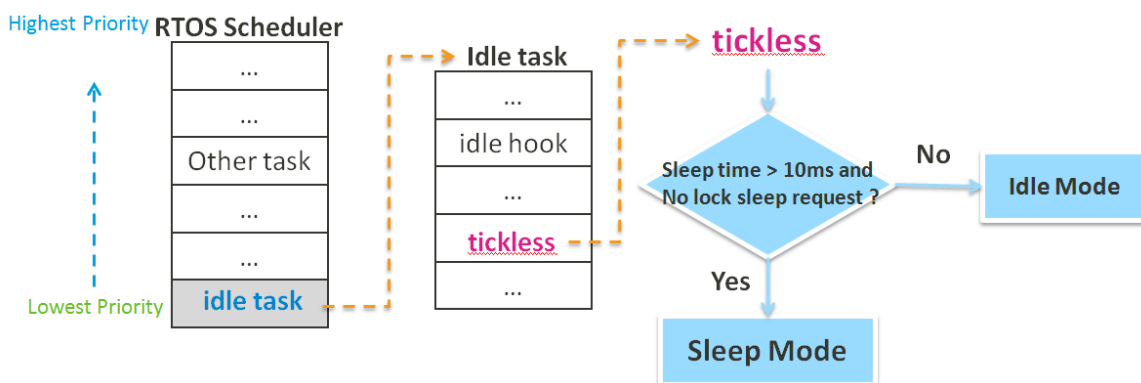 Highest Priority
RTOS Scheduler
...
...
Other task
...
...
idle task
Lowest Priority
Idle task
...
idle hook
...
tickless
...
tickless
Sleep time > 10ms and
No lock sleep request ?
No
Idle Mode
Yes
Sleep Mode